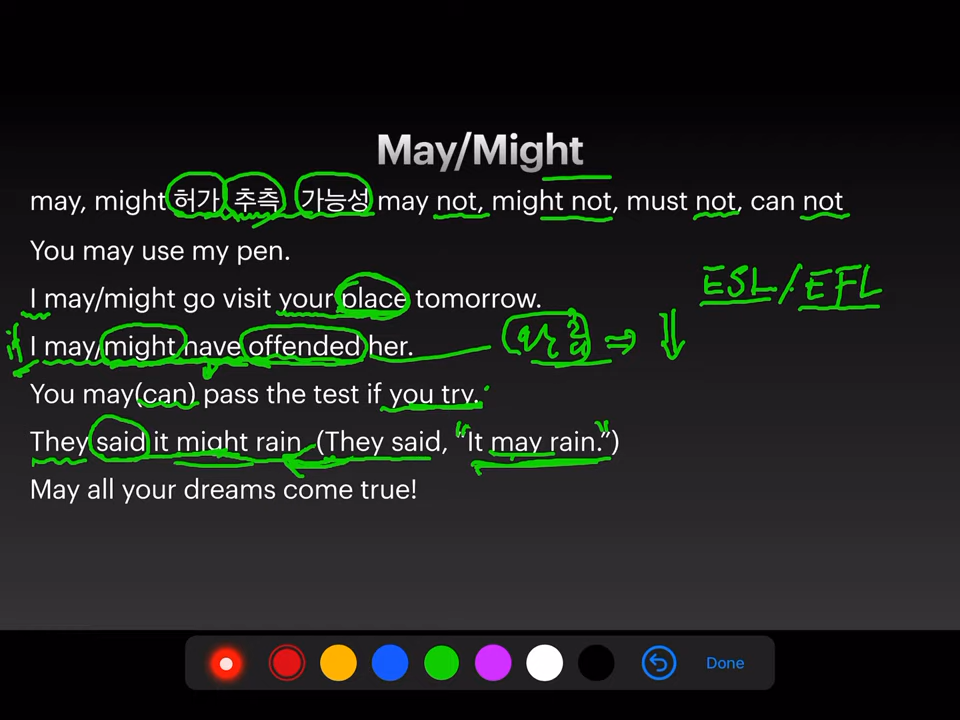 May/Might
may, might 허가 추측 가능성 may not, might not, must not, can not
You may use my pen.
ESL/EFL
I may/might go visit your place tomorrow.
if I may/might have offended her.
You may(can) pass the test if you try.
They said it might rain (They said, “It may rain.”)
May all your dreams come true!
Done